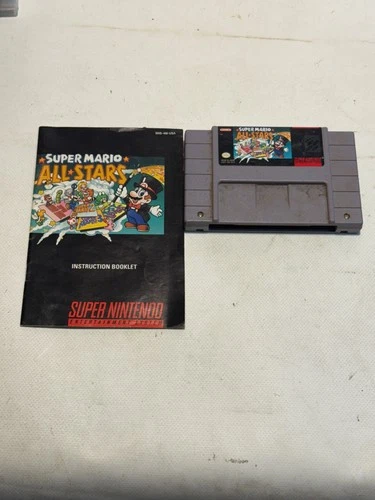 SUPER MARIO
ALL-STARS
INSTRUCTION BOOKLET
SUPER NINTENDO
ENTERTAINMENT SYSTEM
SUPER MARIO
ALL-STARS